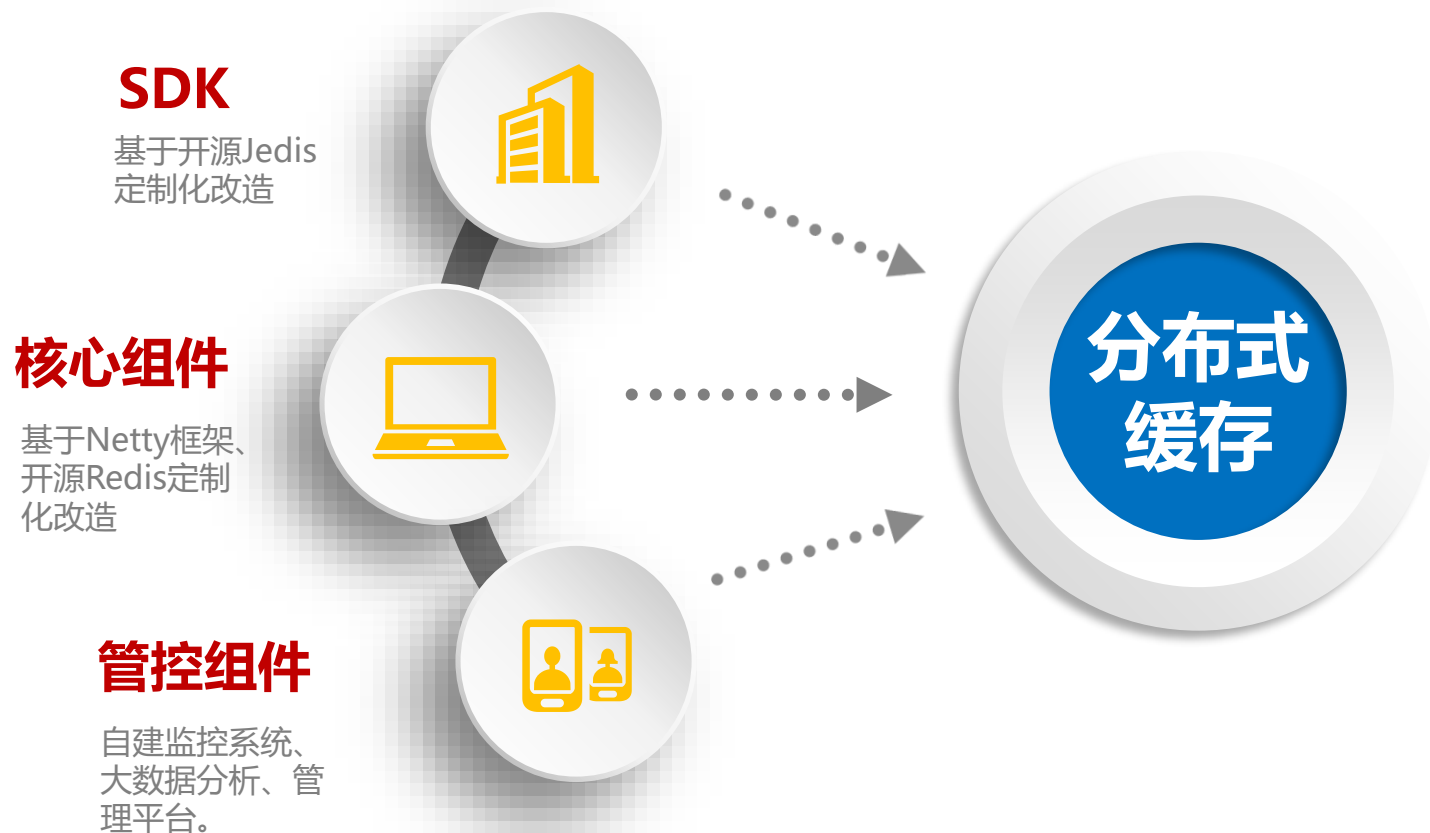 SDK
基于开源Jedis
定制化改造
核心组件
基于Netty框架、
开源Redis定制
化改造
管控组件
自建监控系统、
大数据分析、管
理平台。
分布式
缓存